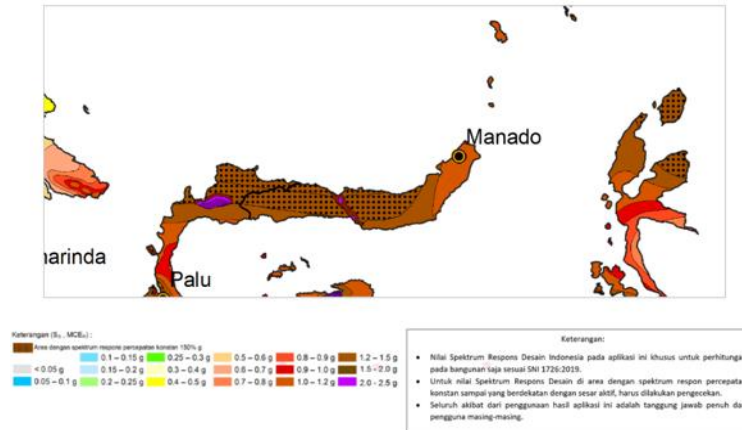 Manado
narinda
Palu
Keterangan (S₁, MCEᵣ) :
Area dengan spektrum respons percepatan konstan 150% g
< 0.05 g
0.05 – 0.1 g
0.1 – 0.15 g
0.15 – 0.2 g
0.2 – 0.25 g
0.25 – 0.3 g
0.3 – 0.4 g
0.4 – 0.5 g
0.5 – 0.6 g
0.6 – 0.7 g
0.7 – 0.8 g
0.8 – 0.9 g
0.9 – 1.0 g
1.0 – 1.2 g
1.2 – 1.5 g
1.5 – 2.0 g
2.0 - 2.5 g
Keterangan:
• Nilai Spektrum Respons Desain Indonesia pada aplikasi ini khusus untuk perhitunga
pada bangunan saja sesuai SNI 1726:2019.
• Untuk nilai Spektrum Respons Desain di area dengan spektrum respon percepata
konstan sampai yang berdekatan dengan sesar aktif, harus dilakukan pengecekan.
• Seluruh akibat dari penggunaan hasil aplikasi ini adalah tanggung jawab penuh da
pengguna masing-masing.